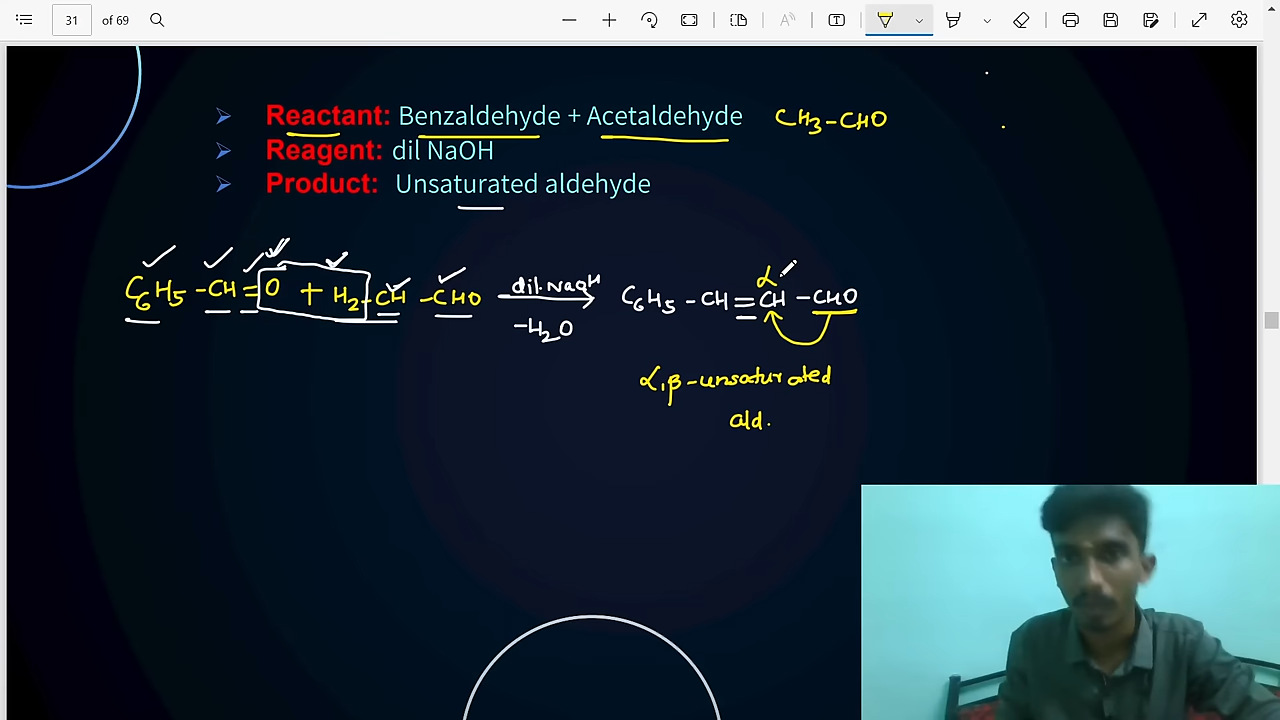 31 of 69
Reactant: Benzaldehyde + Acetaldehyde CH3-CHO
Reagent: dil NaOH
Product: Unsaturated aldehyde
C6H5 -CH=O + H2-CH -CHO dil.NaOH -H2O C6H5 -CH=CH -CHO
α
α,β-unsaturated
ald.